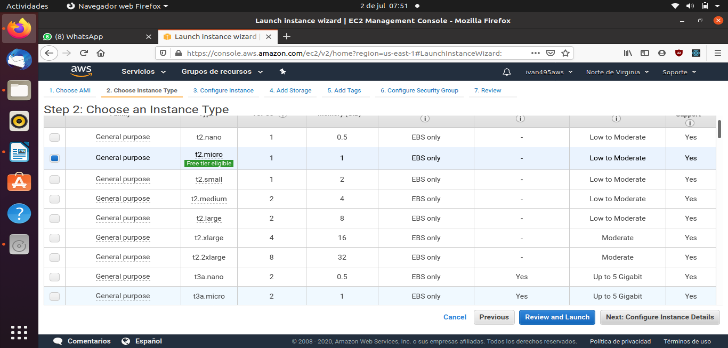 Actividades Navegador web Firefox 2 de jul 07:51
Launch instance wizard | EC2 Management Console - Mozilla Firefox
(8) WhatsApp Launch instance wizard |
https://console.aws.amazon.com/ec2/v2/home?region=us-east-1#LaunchInstanceWizard:
aws Servicios Grupos de recursos ivan495aws Norte de Virginia Soporte
1. Choose AMI 2. Choose Instance Type 3. Configure Instance 4. Add Storage 5. Add Tags 6. Configure Security Group 7. Review
Step 2: Choose an Instance Type
General purpose t2.nano 1 0.5 EBS only - Low to Moderate Yes
General purpose t2.micro 1 1 EBS only - Low to Moderate Yes
Free tier eligible
General purpose t2.small 1 2 EBS only - Low to Moderate Yes
General purpose t2.medium 2 4 EBS only - Low to Moderate Yes
General purpose t2.large 2 8 EBS only - Low to Moderate Yes
General purpose t2.xlarge 4 16 EBS only - Moderate Yes
General purpose t2.2xlarge 8 32 EBS only - Moderate Yes
General purpose t3a.nano 2 0.5 EBS only Yes Up to 5 Gigabit Yes
General purpose t3a.micro 2 1 EBS only Yes Up to 5 Gigabit Yes
Cancel Previous Review and Launch Next: Configure Instance Details
Comentarios Español © 2008 - 2020, Amazon Web Services, Inc. o sus empresas afiliadas. Todos los derechos reservados. Política de privacidad Términos de uso